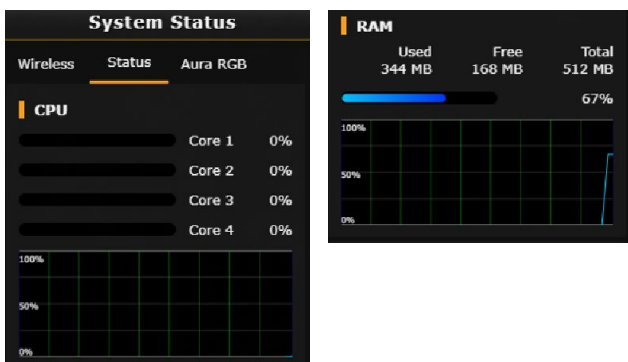 System Status
Wireless Status Aura RGB
CPU
Core 1 0%
Core 2 0%
Core 3 0%
Core 4 0%
100%
50%
0%
RAM
Used Free Total
344 MB 168 MB 512 MB
67%
100%
50%
0%